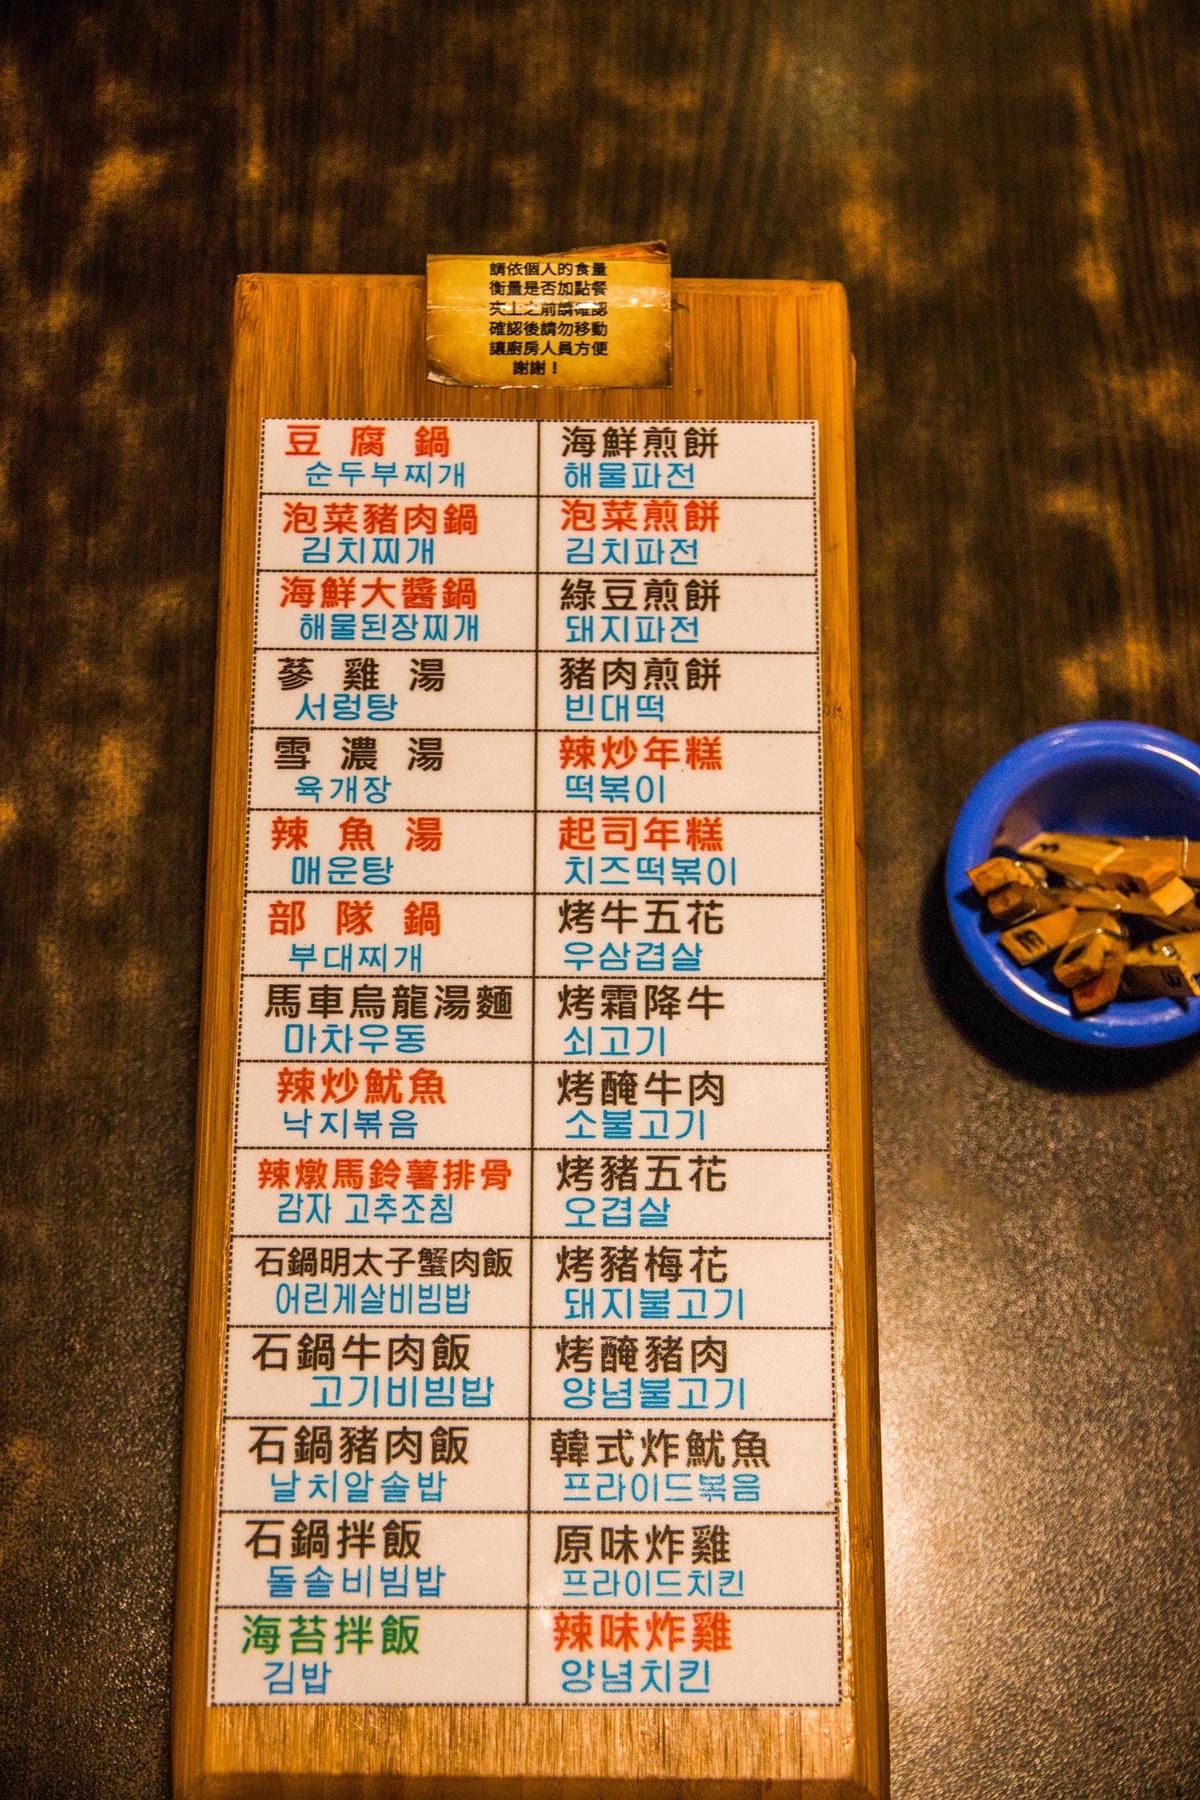 請依個人的食量
衡量是否加點餐
夾上之前請確認
確認後請勿移動
讓廚房人員方便
謝謝！
豆腐鍋
순두부찌개
海鮮煎餅
해물파전
泡菜豬肉鍋
김치찌개
泡菜煎餅
김치파전
海鮮大醬鍋
해물된장찌개
綠豆煎餅
돼지파전
蔘雞湯
서렁탕
豬肉煎餅
빈대떡
雪濃湯
육개장
辣炒年糕
떡볶이
辣魚湯
매운탕
起司年糕
치즈떡볶이
部隊鍋
부대찌개
烤牛五花
우삼겹살
馬車烏龍湯麵
마차우동
烤霜降牛
쇠고기
辣炒魷魚
낙지볶음
烤醃牛肉
소불고기
辣燉馬鈴薯排骨
감자 고추조침
烤豬五花
오겹살
石鍋明太子蟹肉飯
어린게살비빔밥
烤豬梅花
돼지불고기
石鍋牛肉飯
고기비빔밥
烤醃豬肉
양념불고기
石鍋豬肉飯
날치알솔밥
韓式炸魷魚
프라이드볶음
石鍋拌飯
돌솔비빔밥
原味炸雞
프라이드치킨
海苔拌飯
김밥
辣味炸雞
양념치킨